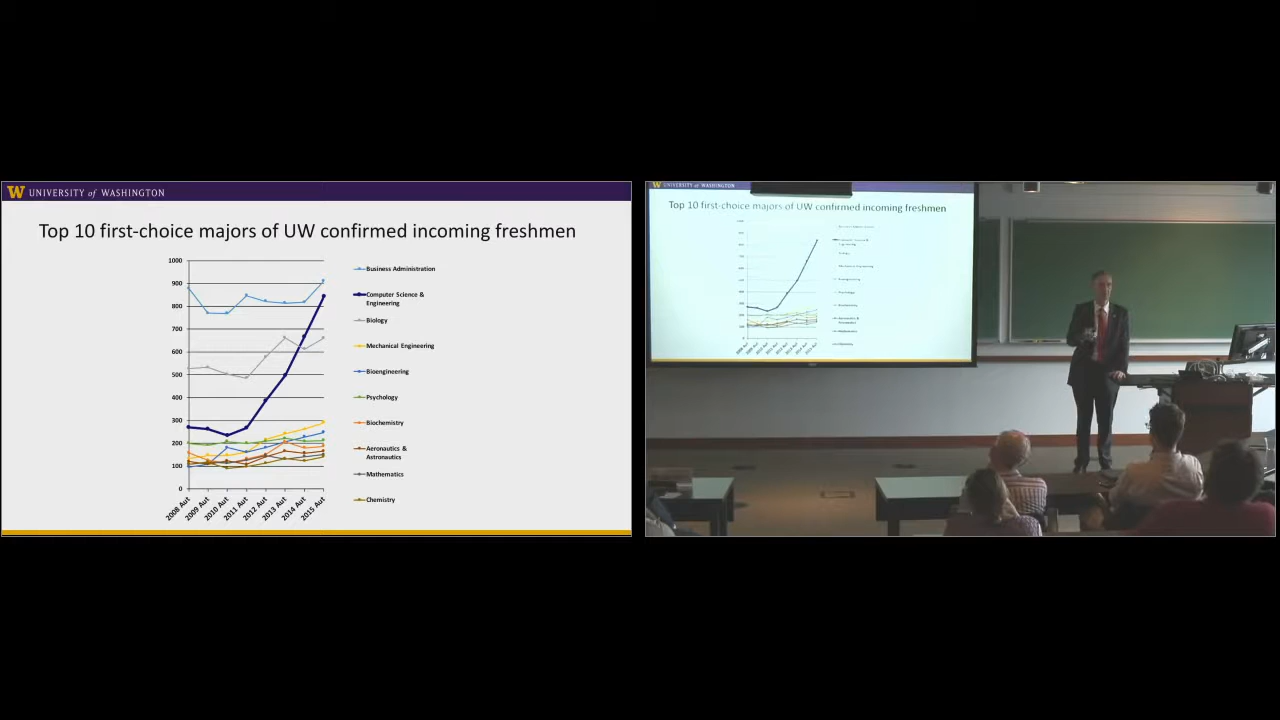 W UNIVERSITY of WASHINGTON
Top 10 first-choice majors of UW confirmed incoming freshmen
1000
900
800
700
600
500
400
300
200
100
0
2008 Aut
2009 Aut
2010 Aut
2011 Aut
2012 Aut
2013 Aut
2014 Aut
2015 Aut
Business Administration
Computer Science &
Engineering
Biology
Mechanical Engineering
Bioengineering
Psychology
Biochemistry
Aeronautics &
Astronautics
Mathematics
Chemistry
W UNIVERSITY of WASHINGTON
Top 10 first-choice majors of UW confirmed incoming freshmen